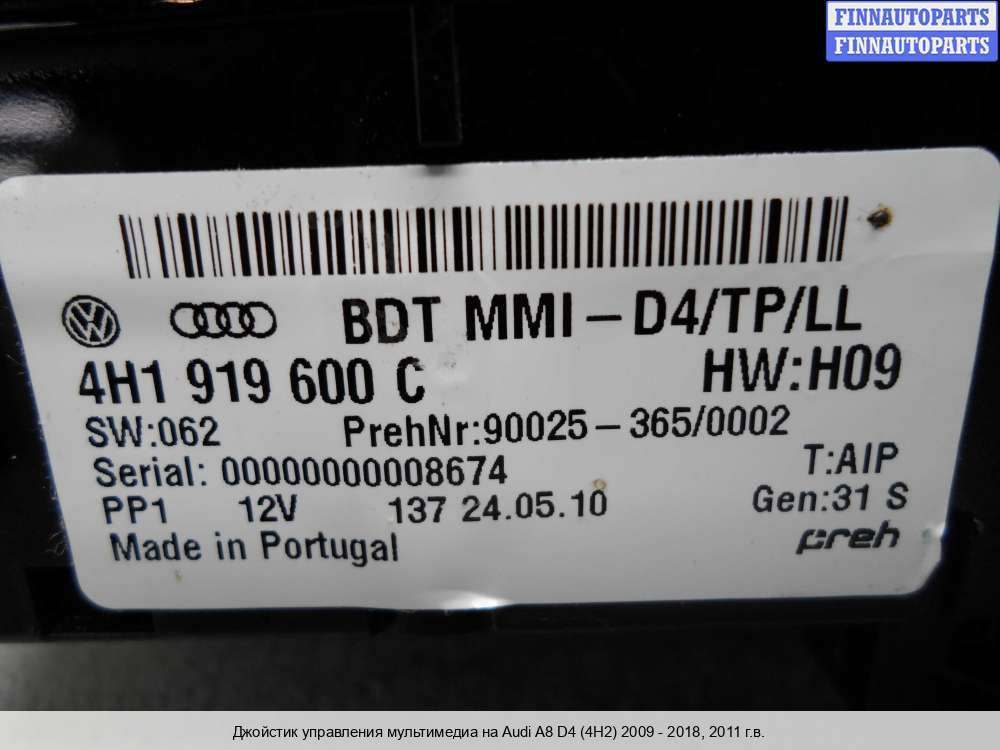 FINNAUTOPARTS
FINNAUTOPARTS
BDT MMI-D4/TP/LL
4H1 919 600 C HW:H09
SW:062 PrehNr:90025-365/0002
Serial: 00000000008674 T:AIP
PP1 12V 137 24.05.10 Gen:31 S
Made in Portugal preh
Джойстик управления мультимедиа на Audi A8 D4 (4H2) 2009 - 2018, 2011 г.в.